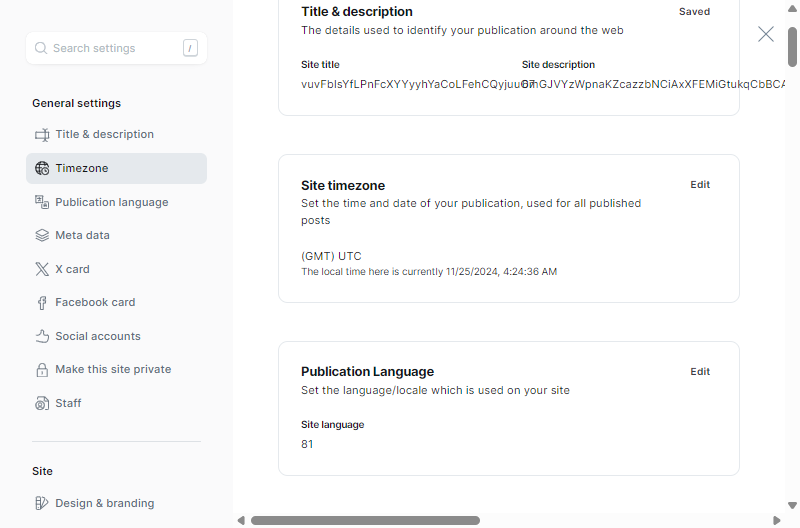 Search settings
/
General settings
Title & description
Timezone
Publication language
Meta data
X card
Facebook card
Social accounts
Make this site private
Staff
Site
Design & branding
Title & description
Saved
The details used to identify your publication around the web
Site title
Site description
Site timezone
Edit
Set the time and date of your publication, used for all published
posts
(GMT) UTC
The local time here is currently 11/25/2024, 4:24:36 AM
Publication Language
Edit
Set the language/locale which is used on your site
Site language
81